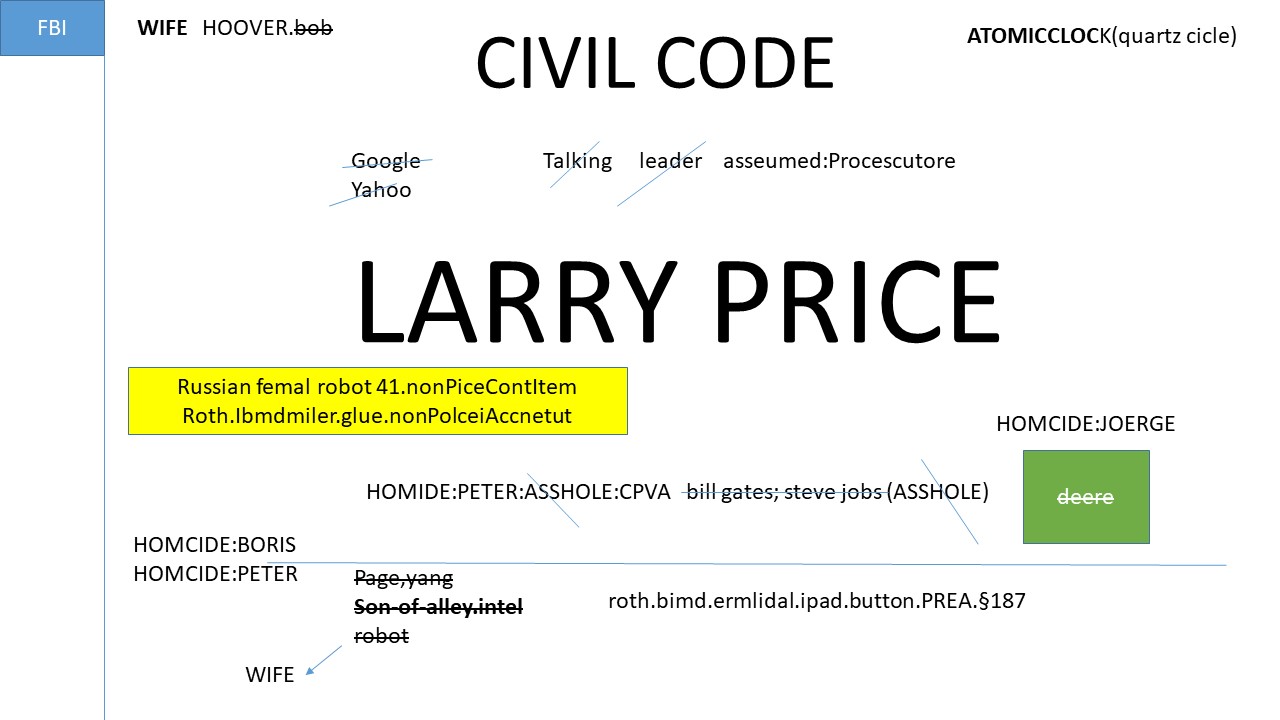 FBI
WIFE HOOVER.bob
CIVIL CODE
ATOMICCLOCK(quartz cicle)
Google Talking leader asseumed:Procescutore
Yahoo
LARRY PRICE
Russian femal robot 41.nonPiceContItem
Roth.Ibmdmiler.glue.nonPolceiAccnetut
HOMCIDE:JOERGE
HOMIDE:PETER:ASSHOLE:CPVA bill gates; steve jobs (ASSHOLE)
deere
HOMCIDE:BORIS
HOMCIDE:PETER
Page,yang
Son-of-alley.intel
robot
roth.bimd.ermlidal.ipad.button.PREA.§187
WIFE